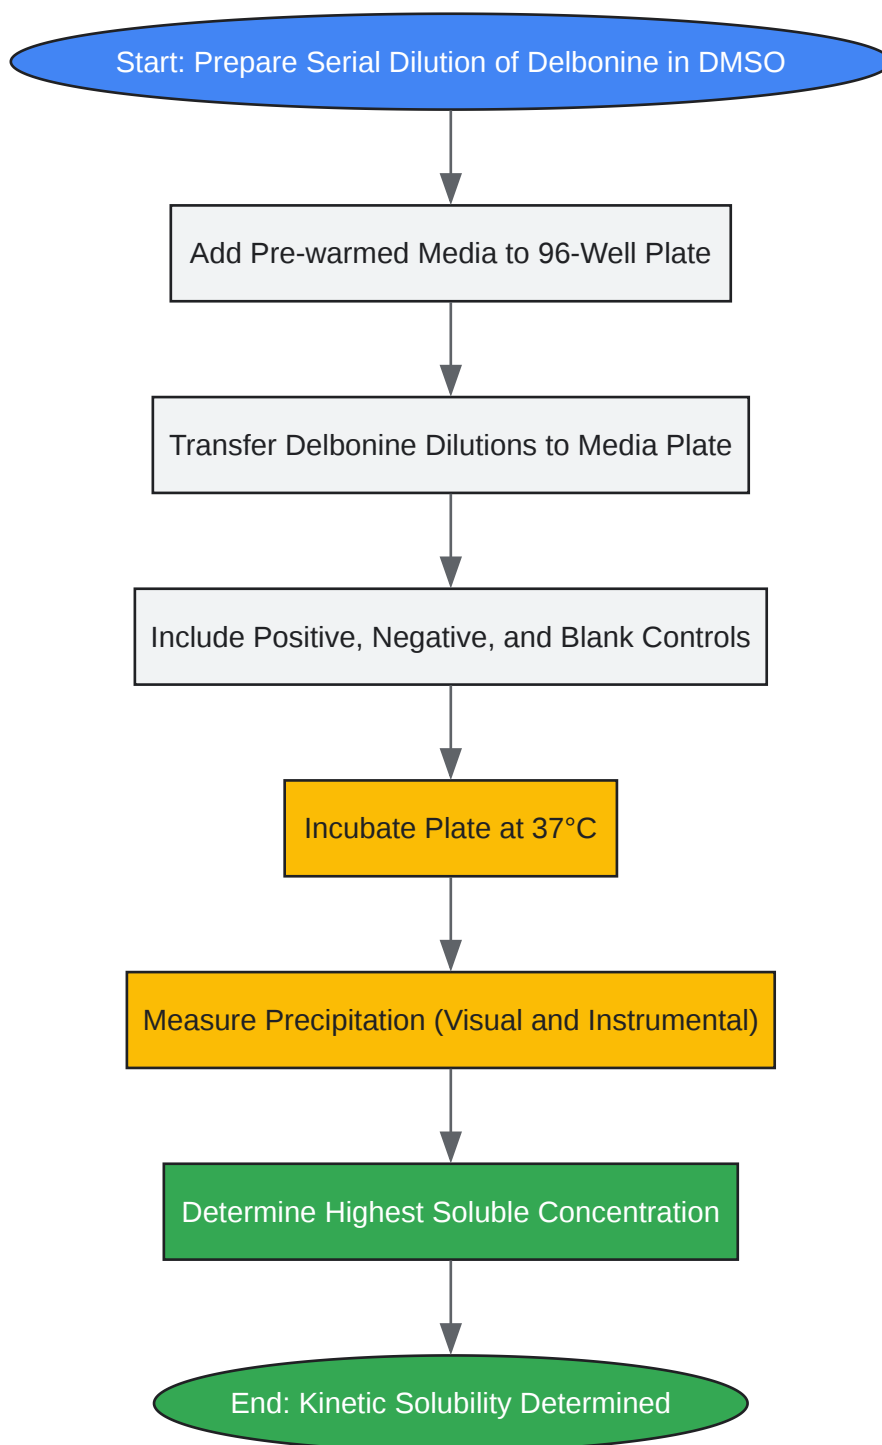 Start: Prepare Serial Dilution of Delbonine in DMSO
Add Pre-warmed Media to 96-Well Plate
Transfer Delbonine Dilutions to Media Plate
Include Positive, Negative, and Blank Controls
Incubate Plate at 37°C
Measure Precipitation (Visual and Instrumental)
Determine Highest Soluble Concentration
End: Kinetic Solubility Determined